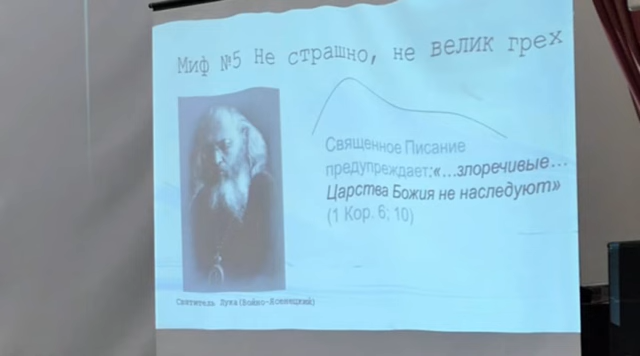 Миф №5 Не страшно, не велик грех
Священное Писание
предупреждает:«...злоречивые...
Царства Божия не наследуют»
(1 Кор. 6; 10)
Святитель Лука(Войно-Ясенецкий)